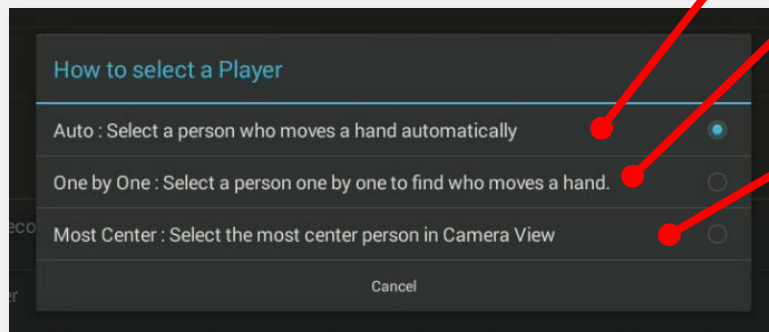 How to select a Player
Auto : Select a person who moves a hand automatically
One by One : Select a person one by one to find who moves a hand.
Most Center : Select the most center person in Camera View
Cancel